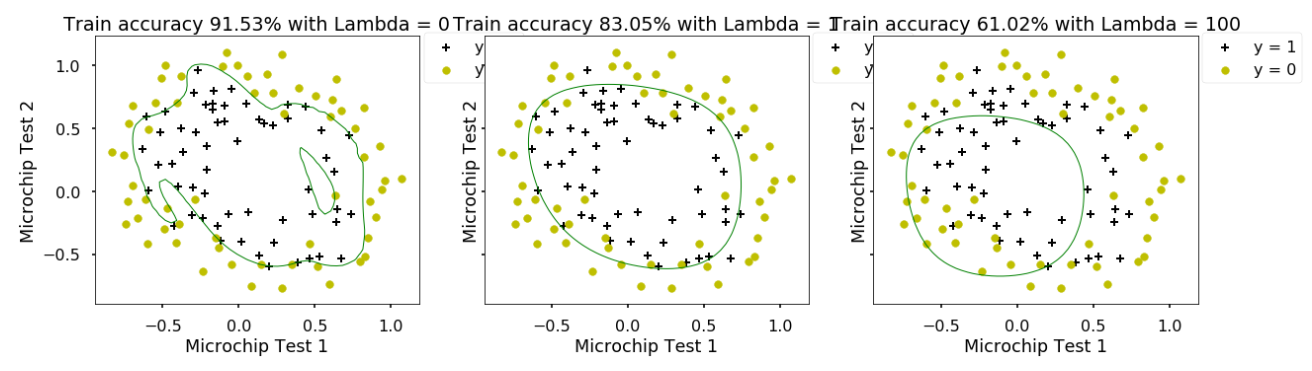 Train accuracy 91.53% with Lambda = 0
Train accuracy 83.05% with Lambda = 1
Train accuracy 61.02% with Lambda = 100
y
y
y
y
y = 1
y = 0
Microchip Test 2
1.0
0.5
0.0
−0.5
−0.5
0.0
0.5
1.0
Microchip Test 1
Microchip Test 2
−0.5
0.0
0.5
1.0
Microchip Test 1
Microchip Test 2
−0.5
0.0
0.5
1.0
Microchip Test 1